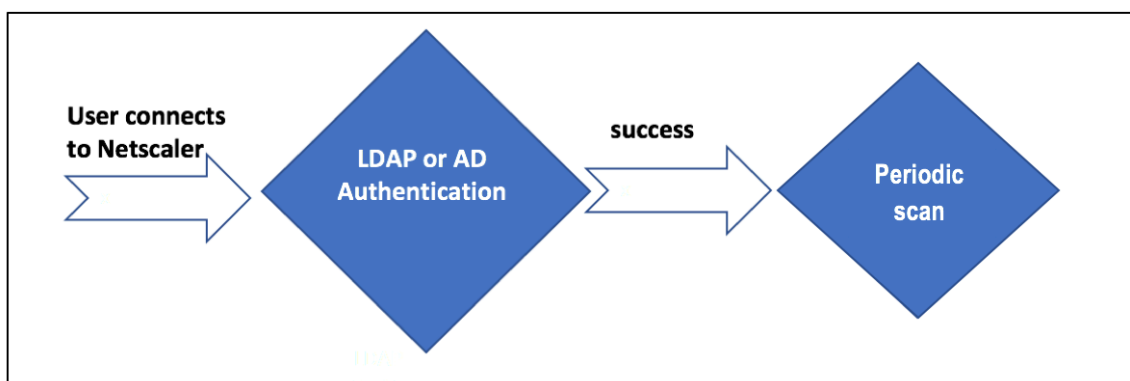 User connects
to Netscaler
LDAP or AD
Authentication
success
Periodic
scan